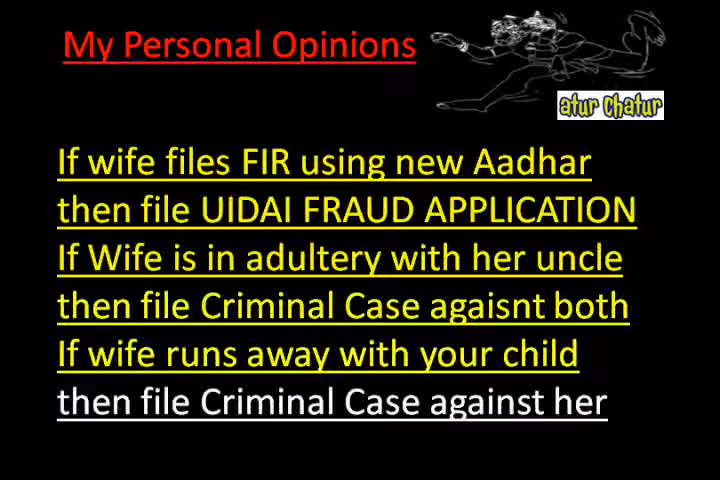 My Personal Opinions
atur chatur
If wife files FIR using new Aadhar
then file UIDAI FRAUD APPLICATION
If Wife is in adultery with her uncle
then file Criminal Case agaisnt both
If wife runs away with your child
then file Criminal Case against her